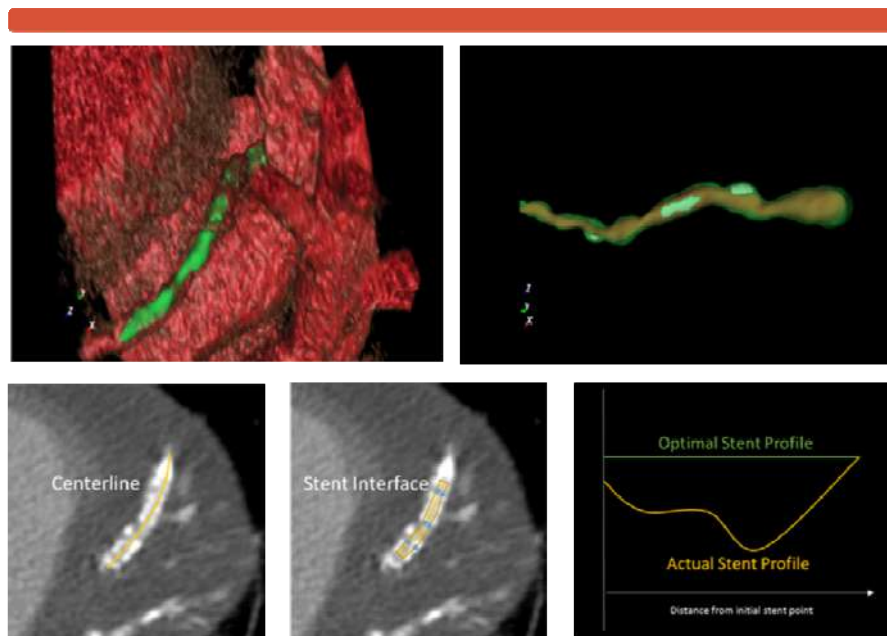 Centerline
Stent Interface
Optimal Stent Profile
Actual Stent Profile
Distance from initial stent point
Z
X